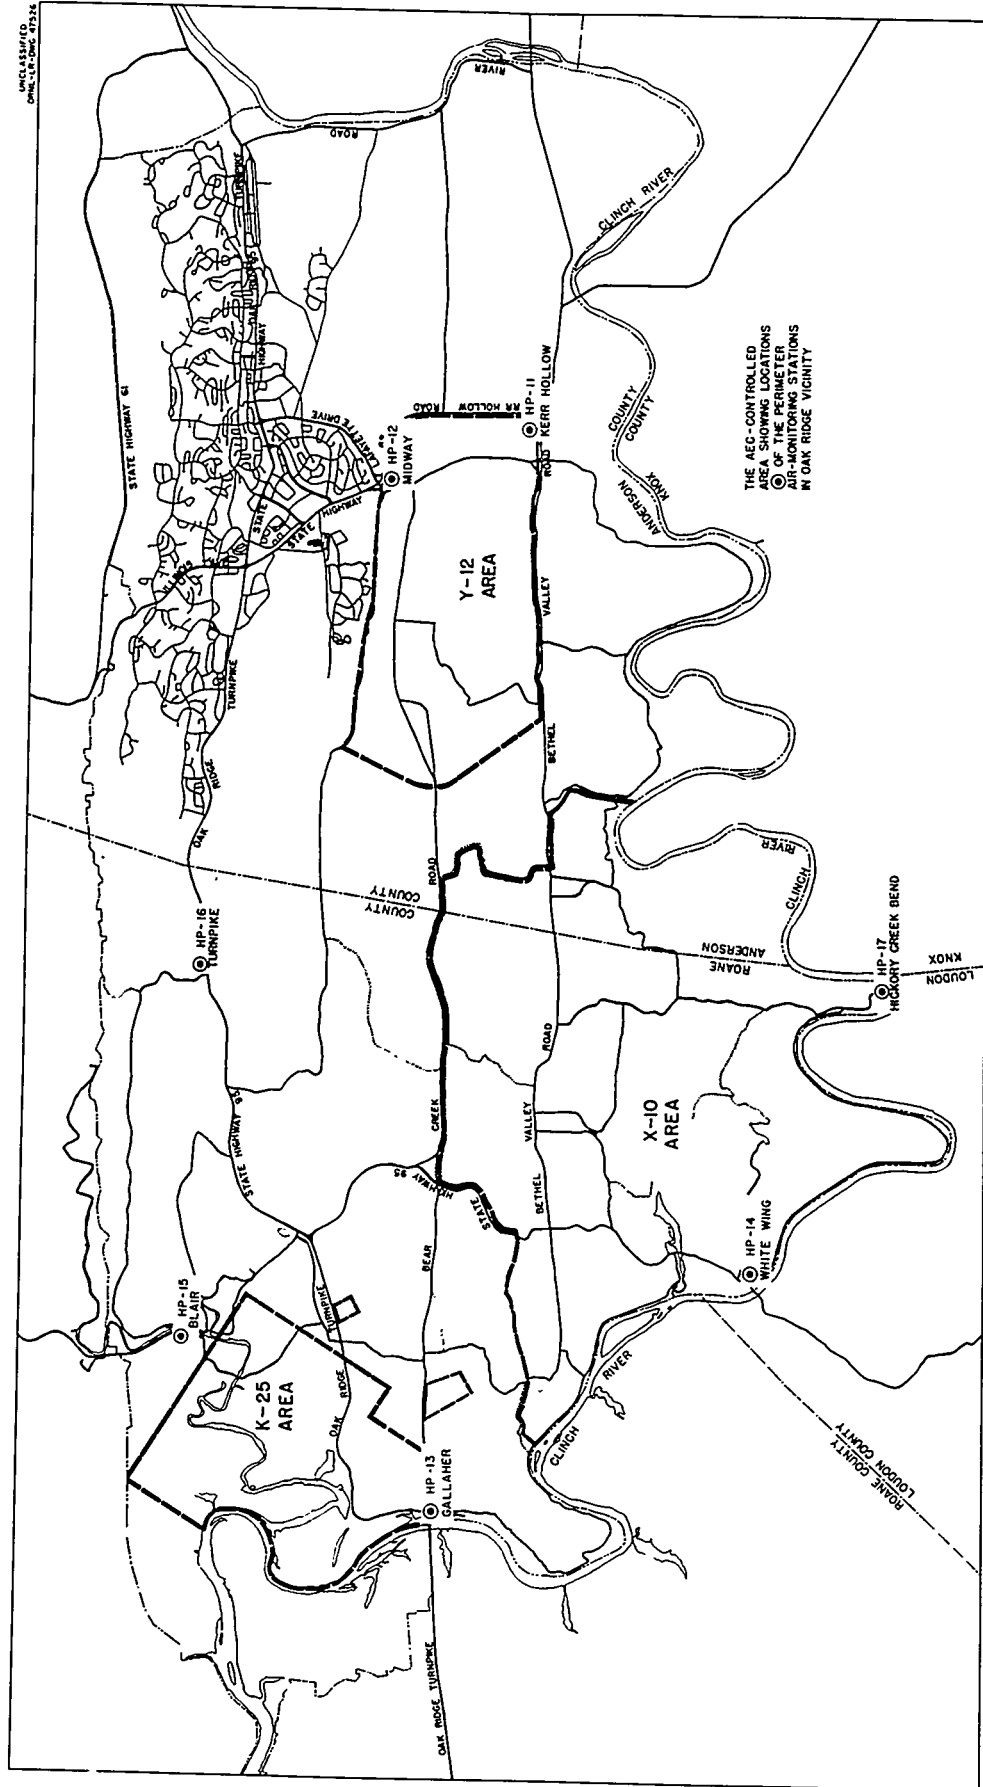 UNCLASSIFIED
ORNL-LR-DWG 47526
STATE HIGHWAY 61
ILLINOIS
OAK RIDGE
TURNPIKE
STATE
HIGHWAY
95
TURNPIKE
STATE
HIGHWAY
LAFAYETTE DRIVE
ROAD
RIVER
CLINCH RIVER
HP-16
TURNPIKE
HP-15
BLAIR
STATE HIGHWAY 95
TURNPIKE
OAK RIDGE
K-25
AREA
HP-13
GALLAHER
OAK RIDGE TURNPIKE
HP-12
MIDWAY
ROAD
HOLLOW
HP-11
KERR HOLLOW
Y-12
AREA
BEAR
CREEK
ROAD
STATE
HIGHWAY 95
COUNTY
COUNTY
BETHEL
VALLEY
ROAD
BETHEL
VALLEY
ROAD
X-10
AREA
ROANE
ANDERSON
ANDERSON
KNOX
COUNTY
COUNTY
CLINCH
RIVER
CLINCH
RIVER
HP-14
WHITE WING
HP-17
HICKORY CREEK BEND
LOUDON
KNOX
ROANE COUNTY
LOUDON COUNTY
THE AEC-CONTROLLED
AREA SHOWING LOCATIONS
OF THE PERIMETER
AIR-MONITORING STATIONS
IN OAK RIDGE VICINITY